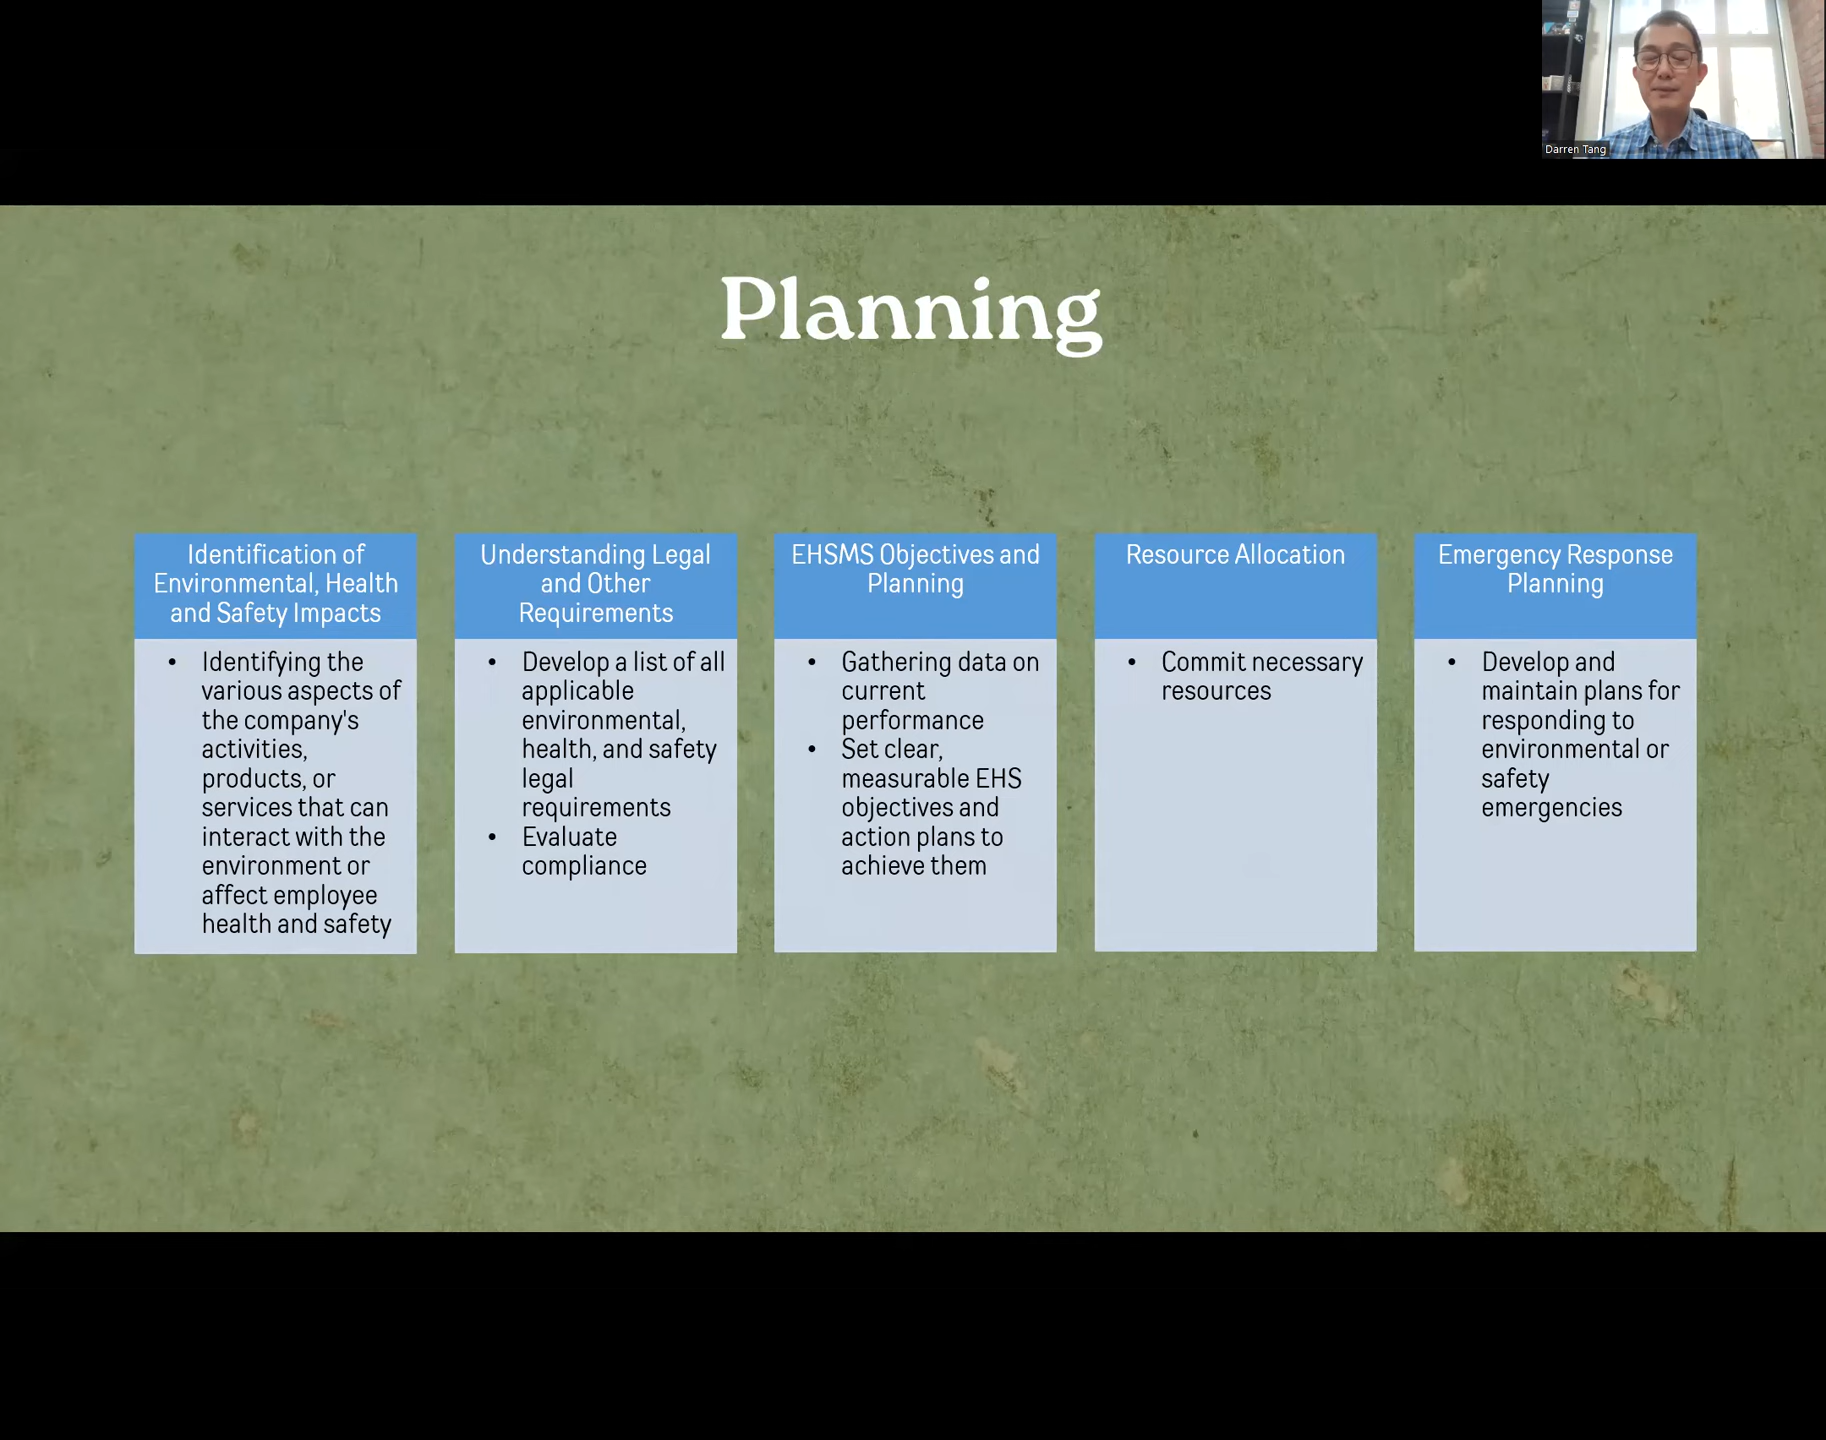 Darren Tang
Planning
Identification of
Environmental, Health
and Safety Impacts
• Identifying the
various aspects of
the company's
activities,
products, or
services that can
interact with the
environment or
affect employee
health and safety
Understanding Legal
and Other
Requirements
• Develop a list of all
applicable
environmental,
health, and safety
legal
requirements
• Evaluate
compliance
EHSMS Objectives and
Planning
• Gathering data on
current
performance
• Set clear,
measurable EHS
objectives and
action plans to
achieve them
Resource Allocation
• Commit necessary
resources
Emergency Response
Planning
• Develop and
maintain plans for
responding to
environmental or
safety
emergencies